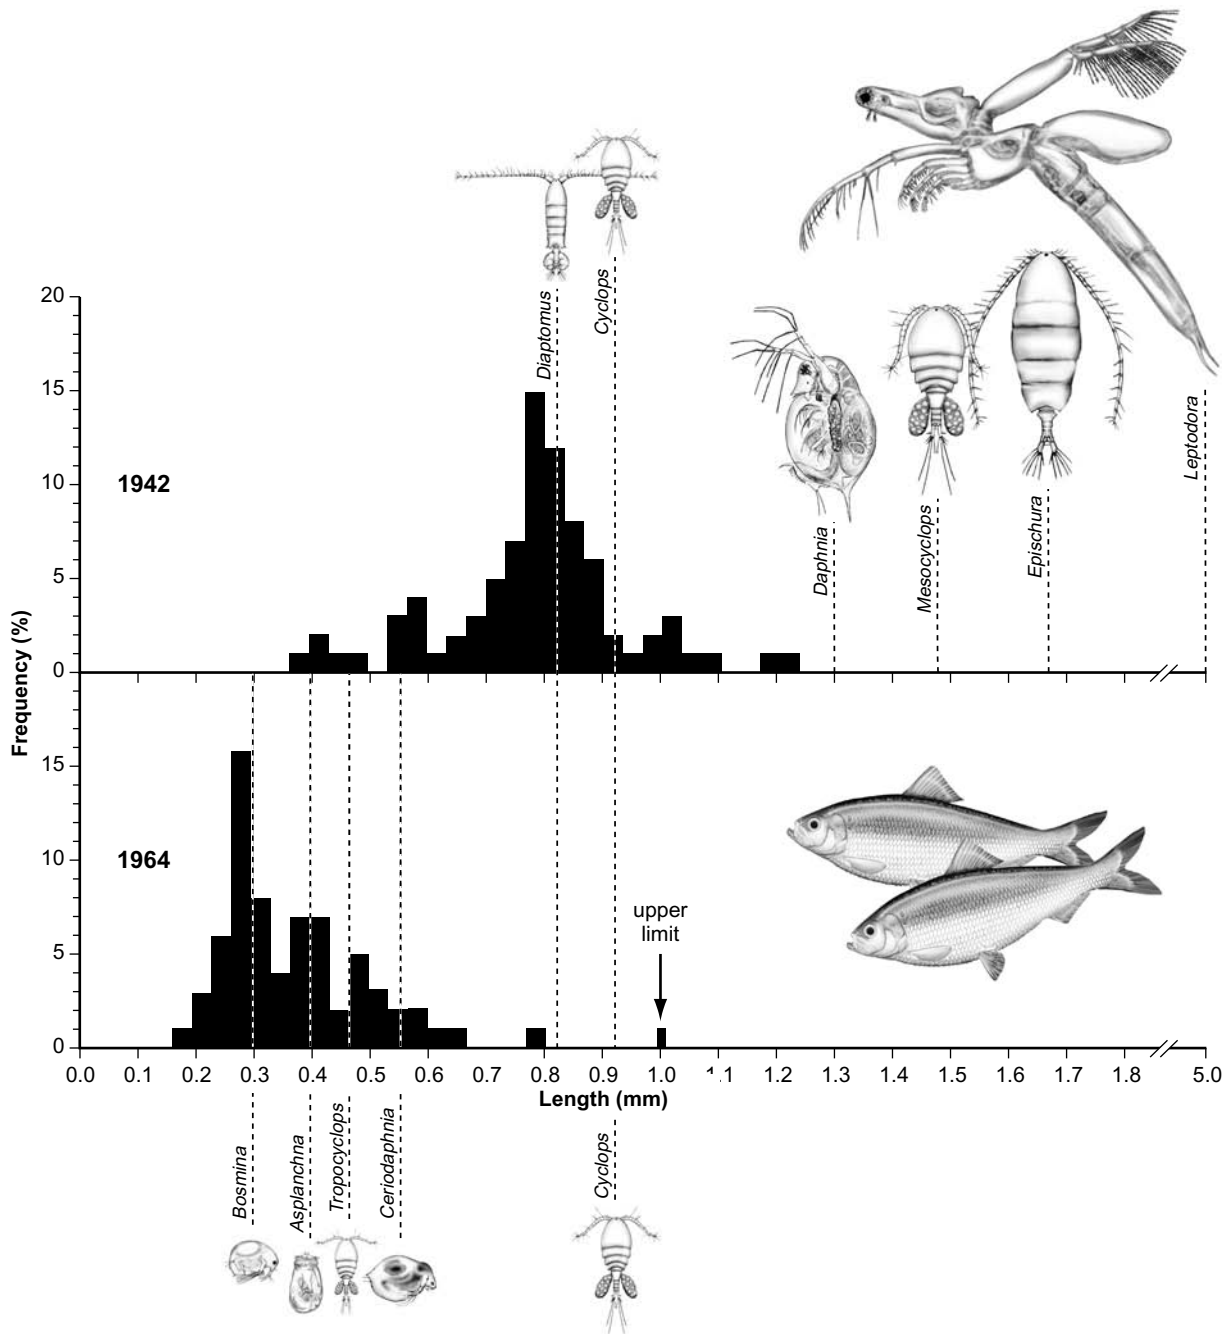 Diaptomus
Cyclops
20
15
10
5
0
1942
Daphnia
Mesocyclops
Epischura
Leptodora
Frequency (%)
15
10
5
0
1964
upper
limit
0.0 0.1 0.2 0.3 0.4 0.5 0.6 0.7 0.8 0.9 1.0 1.1 1.2 1.3 1.4 1.5 1.6 1.7 1.8 5.0
Length (mm)
Bosmina
Asplanchna
Tropocyclops
Ceriodaphnia
Cyclops